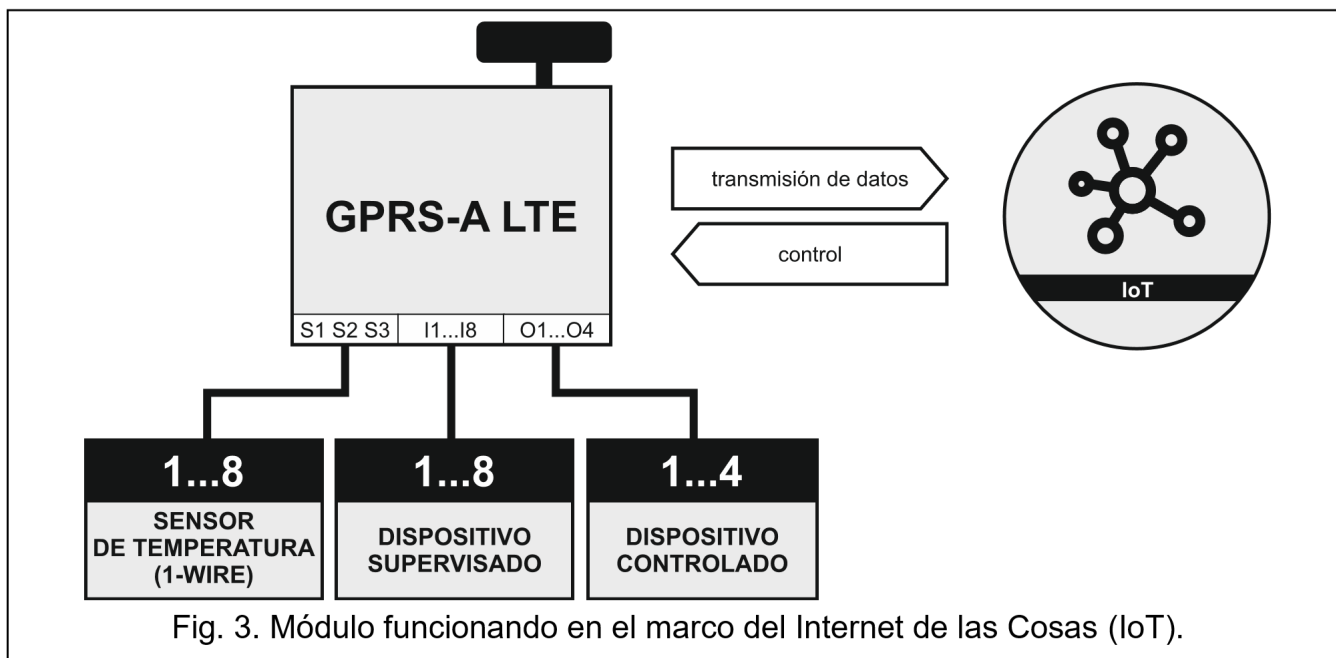 GPRS-A LTE
S1 S2 S3
I1...I8
O1...O4
transmisión de datos
control
IoT
1...8
SENSOR
DE TEMPERATURA
(1-WIRE)
1...8
DISPOSITIVO
SUPERVISADO
1...4
DISPOSITIVO
CONTROLADO
Fig. 3. Módulo funcionando en el marco del Internet de las Cosas (IoT).